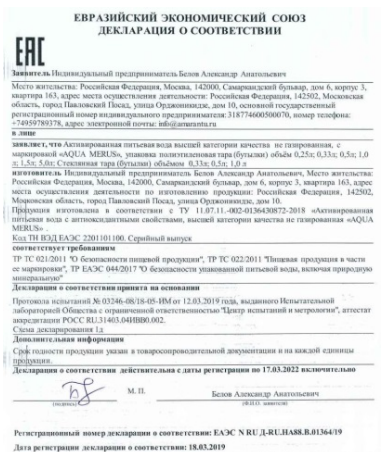 ЕВРАЗИЙСКИЙ ЭКОНОМИЧЕСКИЙ СОЮЗ
ДЕКЛАРАЦИЯ О СООТВЕТСТВИИ
EAC
Заявитель Индивидуальный предприниматель Белов Александр Анатольевич
Место жительства: Российская Федерация, Москва, 142000, Самаркандский бульвар, дом 6, корпус 3,
квартира 163, адрес места осуществления деятельности: Российская Федерация, 142502, Московская
область, город Павловский Посад, улица Орджоникидзе, дом 10, основной государственный
регистрационный номер индивидуального предпринимателя: 318774600500070, номер телефона:
+74959789378, адрес электронной почты: info@amarantu.ru
в лице
заявляет, что Активированная питьевая вода высшей категории качества не газированная, с
маркировкой «AQUA MERUS», упаковка полиэтиленовая тара (бутылки) объём 0,25л; 0,33л; 0,5л; 1,0
л; 1,5л; 5,0л; Стеклянная тара (бутылки) объёмом 0,33л; 0,5л; 1,0 л
изготовитель Индивидуальный предприниматель Белов Александр Анатольевич, Место жительства:
Российская Федерация, Москва, 142000, Самаркандский бульвар, дом 6, корпус 3, квартира 163, адрес
места осуществления деятельности по изготовлению продукции: Российская Федерация, 142502,
Московская область, город Павловский Посад, улица Орджоникидзе, дом 10.
Продукция изготовлена в соответствии с ТУ 11.07.11.-002-0136430872-2018 «Активированная
питьевая вода с антиоксидантными свойствами, высшей категории качества не газированная «AQUA
MERUS» .
Код ТН ВЭД ЕАЭС 2201101100. Серийный выпуск
соответствует требованиям
ТР ТС 021/2011 "О безопасности пищевой продукции", ТР ТС 022/2011 "Пищевая продукция в части
ее маркировки", ТР ЕАЭС 044/2017 "О безопасности упакованной питьевой воды, включая природную
минеральную"
Декларация о соответствии принята на основании
Протокола испытаний № 03246-08/18-05-ИМ от 12.03.2019 года, выданного Испытательной
лабораторией Общества с ограниченной ответственностью "Центр испытаний и метрологии", аттестат
аккредитации РОСС RU.31403.04ИВВ0.002.
Схема декларирования 1д
Дополнительная информация
Срок годности продукции указан в товаросопроводительной документации и на каждой единицы
продукции.
Декларация о соответствии действительна с даты регистрации по 17.03.2022 включительно
М. П.
Белов Александр Анатольевич
(подпись)
(Ф.И.О. заявителя)
Регистрационный номер декларации о соответствии: ЕАЭС N RU Д-RU.НА88.В.01364/19
Дата регистрации декларации о соответствии: 18.03.2019